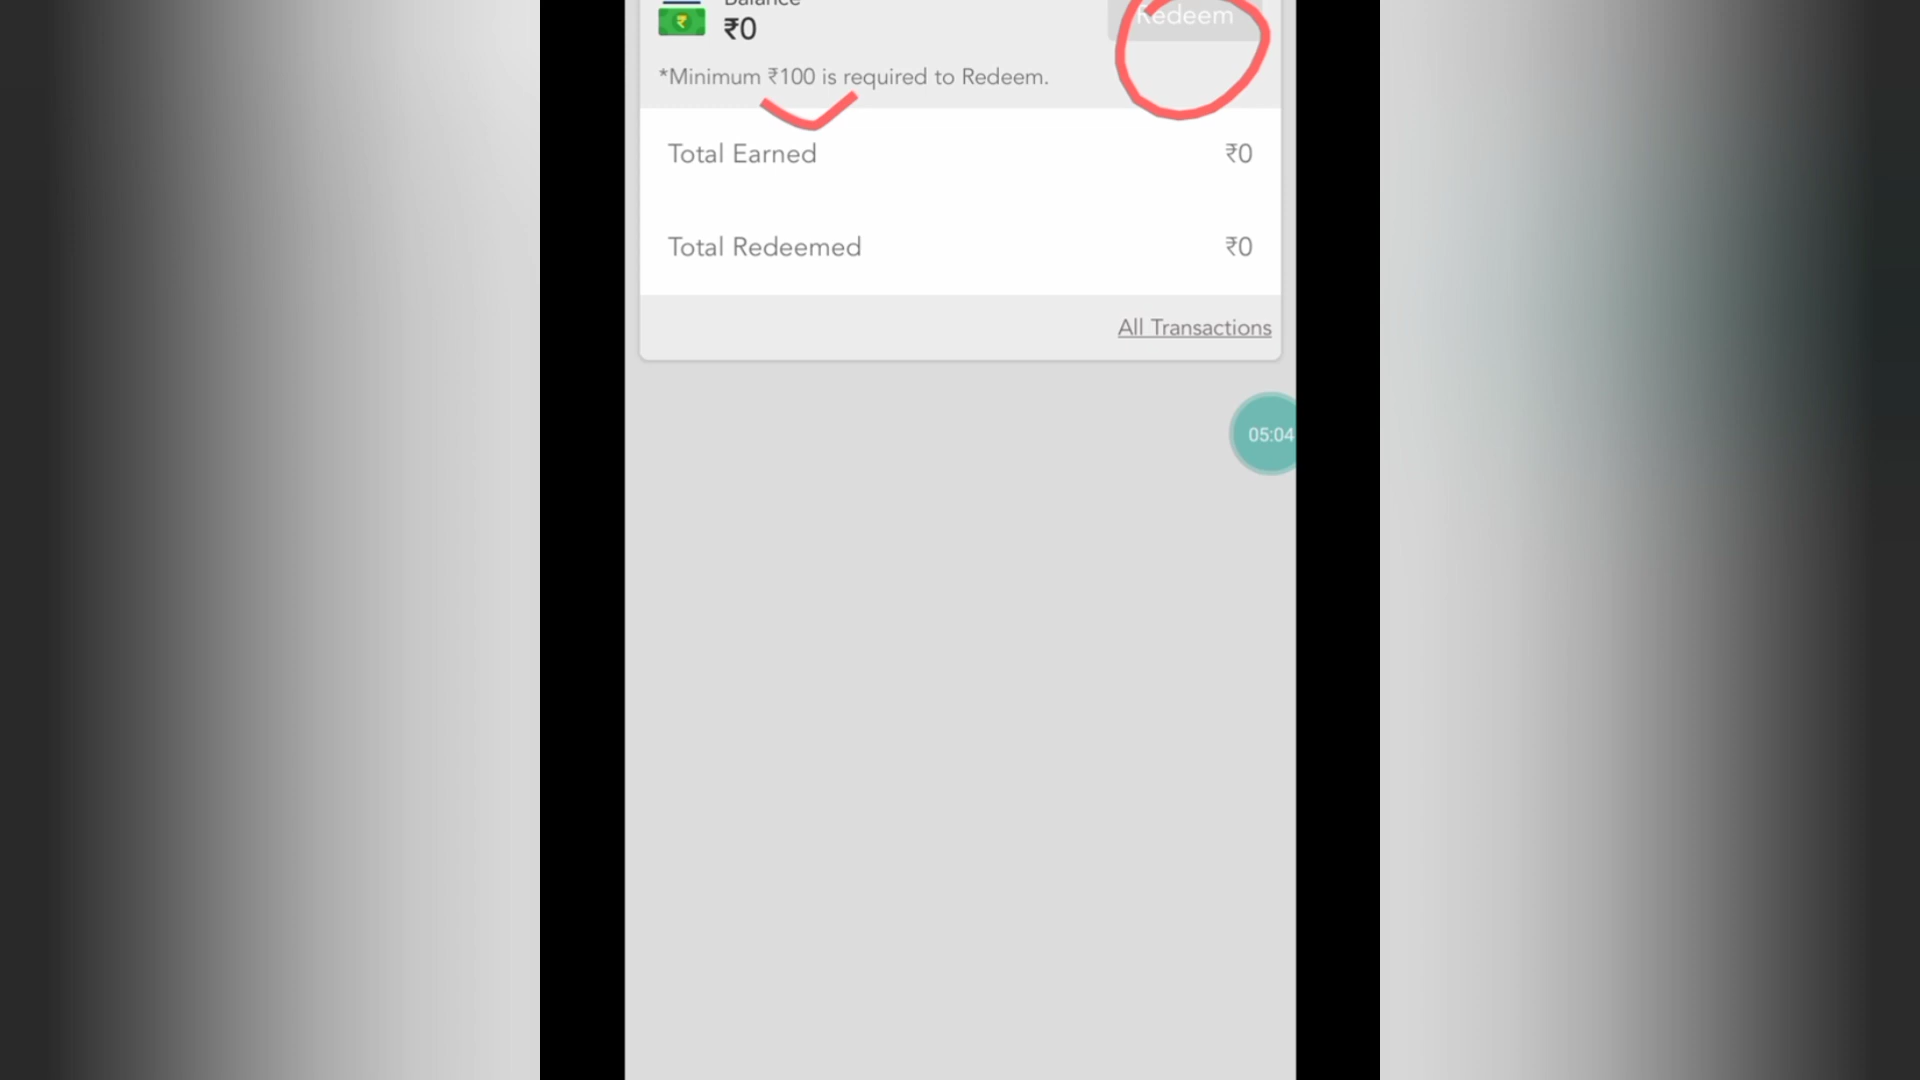 Balance
₹0
Redeem
*Minimum ₹100 is required to Redeem.
Total Earned ₹0
Total Redeemed ₹0
All Transactions
05:04